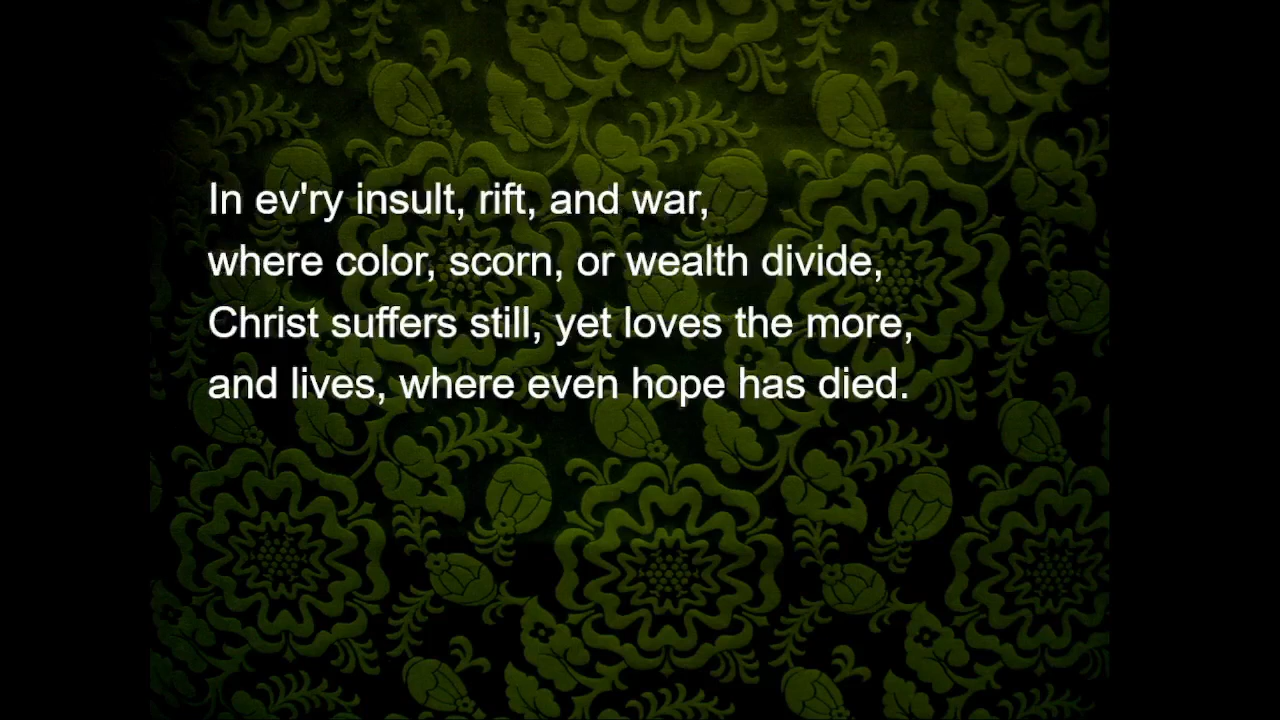 In ev'ry insult, rift, and war,
where color, scorn, or wealth divide,
Christ suffers still, yet loves the more,
and lives, where even hope has died.